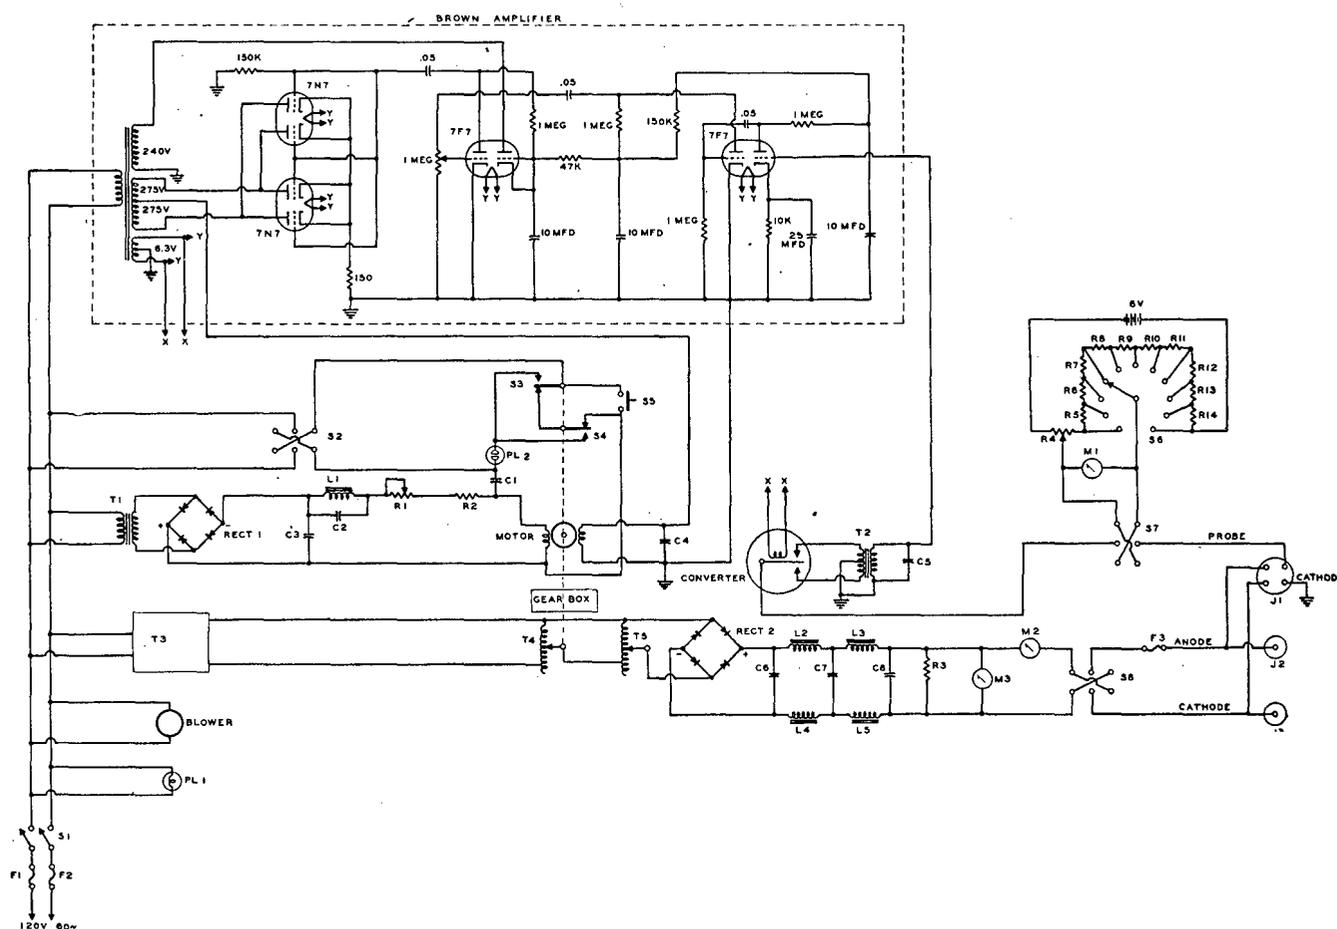 BROWN AMPLIFIER
150K
.05
7N7
Y
Y
.05
.05
1 MEG
7F7
1 MEG
1 MEG
150K
7F7
240V
1 MEG
47K
275V
275V
Y
Y
Y Y
Y Y
7N7
1 MEG
10K
10 MFD
10 MFD
25 MFD
10 MFD
6.3V
Y
Y
150
X X
6V
R8 R9 R10 R11
R7
R12
R6
R13
R5
R14
R4
S6
M1
S3
S5
S4
S2
PL 2
C1
L1
T1
R1
R2
C2
C3
+ -
RECT 1
MOTOR
C4
X X
T2
C5
CONVERTER
S7
PROBE
CATHOD
J1
GEAR BOX
T3
T4
T5
RECT 2
- +
L2
L3
M2
F3
ANODE
J2
C6
C7
C8
R3
M3
S8
CATHODE
L4
L5
BLOWER
PL 1
S1
F1
F2
120V 60~